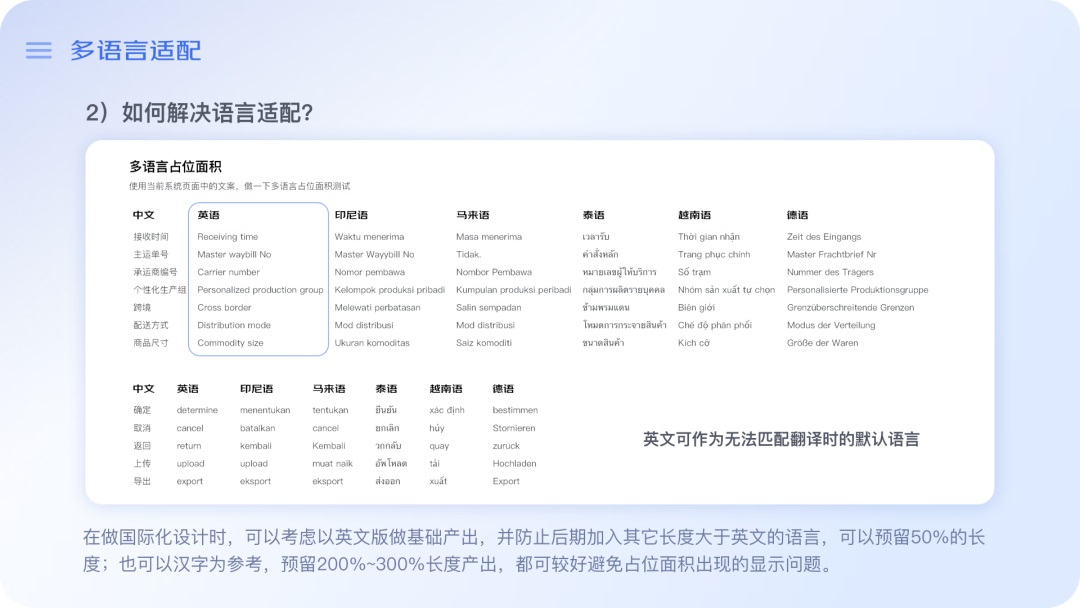 多语言适配
2）如何解决语言适配?
多语言占位面积
使用当前系统页面中的文案，做一下多语言占位面积测试
中文 英语 印尼语 马来语 泰语 越南语 德语
接收时间 Receiving time Waktu menerima Masa menerima เวลารับ Thời gian nhận Zeit des Eingangs
主运单号 Master waybill No Master Wayybill No Tidak. คำสั่งหลัก Trang phục chính Master Frachtbrief Nr
承运商编号 Carrier number Nomor pembawa Nombor Pembawa หมายเลขผู้ให้บริการ Số trạm Nummer des Trägers
个性化生产组 Personalized production group Kelompok produksi pribadi Kumpulan produksi peribadi กลุ่มการผลิตรายบุคคล Nhóm sản xuất tự chọn Personalisierte Produktionsgruppe
跨境 Cross border Melewati perbatasan Salin sempadan ข้ามพรมแดน Biên giới Grenzüberschreitende Grenzen
配送方式 Distribution mode Mod distribusi Mod distribusi โหมดการกระจายสินค้า Chế độ phân phối Modus der Verteilung
商品尺寸 Commodity size Ukuran komoditas Saiz komoditi ขนาดสินค้า Kích cỡ Größe der Waren
中文 英语 印尼语 马来语 泰语 越南语 德语
确定 determine menentukan tentukan ยืนยัน xác định bestimmen
取消 cancel batalkan cancel ยกเลิก hủy Stornieren
返回 return kembali Kembali วกกลับ quay zurück
上传 upload upload muat naik อัพโหลด tải Hochladen
导出 export eksport eksport ส่งออก xuất Export
英文可作为无法匹配翻译时的默认语言
在做国际化设计时，可以考虑以英文版做基础产出，并防止后期加入其它长度大于英文的语言，可以预留50%的长
度；也可以汉字为参考，预留200%~300%长度产出，都可较好避免占位面积出现的显示问题。